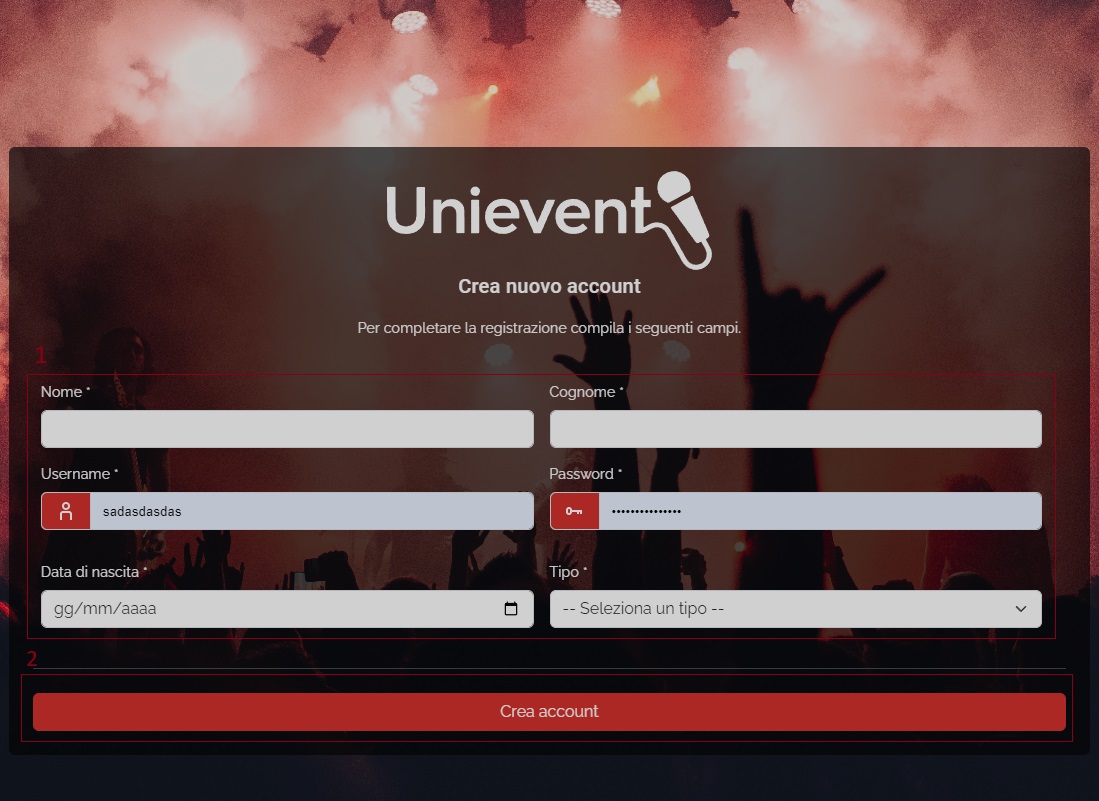 Unievent
Crea nuovo account
Per completare la registrazione compila i seguenti campi.
1
Nome *
Cognome *
Username *
Password *
sadasdasdas
•••••••••••••••
Data di nascita *
Tipo *
gg/mm/aaaa
-- Seleziona un tipo --
2
Crea account